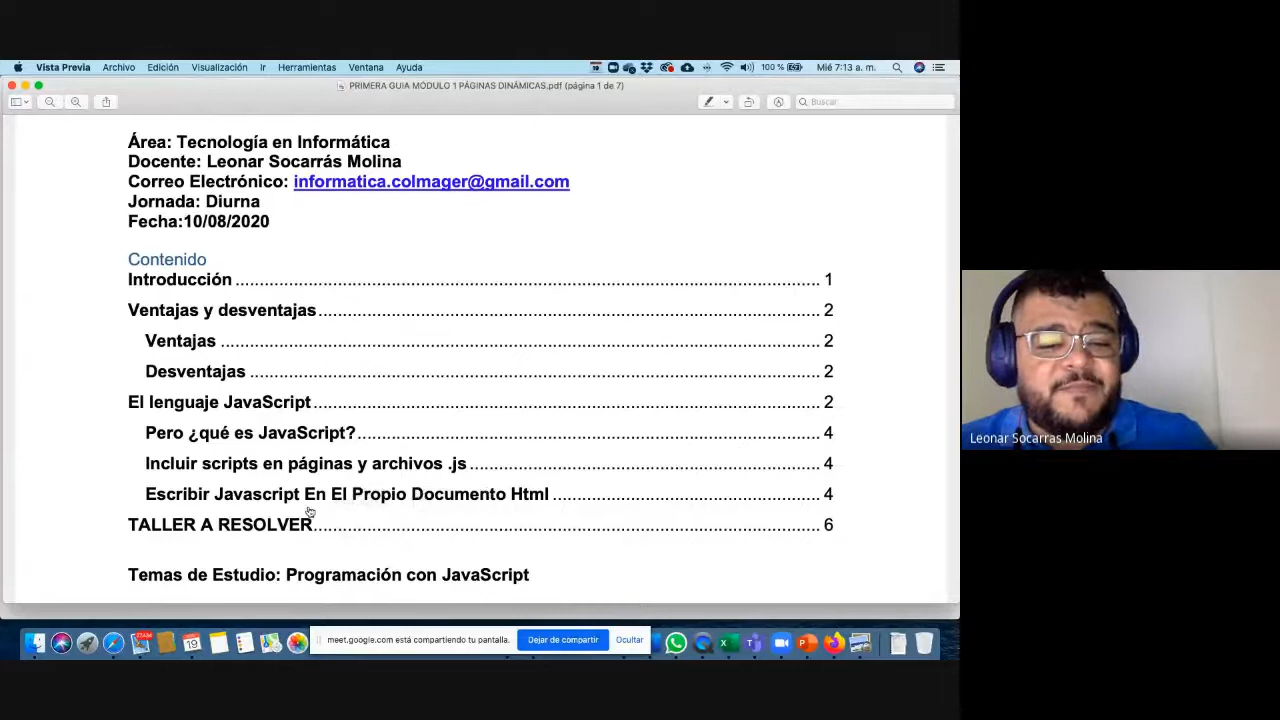 Vista Previa Archivo Edición Visualización Ir Herramientas Ventana Ayuda 100 % Mié 7:13 a. m.
PRIMERA GUIA MÓDULO 1 PÁGINAS DINÁMICAS.pdf (página 1 de 7)
Buscar
Área: Tecnología en Informática
Docente: Leonar Socarrás Molina
Correo Electrónico: informatica.colmager@gmail.com
Jornada: Diurna
Fecha:10/08/2020
Contenido
Introducción 1
Ventajas y desventajas 2
Ventajas 2
Desventajas 2
El lenguaje JavaScript 2
Pero ¿qué es JavaScript? 4
Incluir scripts en páginas y archivos .js 4
Escribir Javascript En El Propio Documento Html 4
TALLER A RESOLVER 6
Temas de Estudio: Programación con JavaScript
Leonar Socarras Molina
meet.google.com está compartiendo tu pantalla. Dejar de compartir Ocultar
19